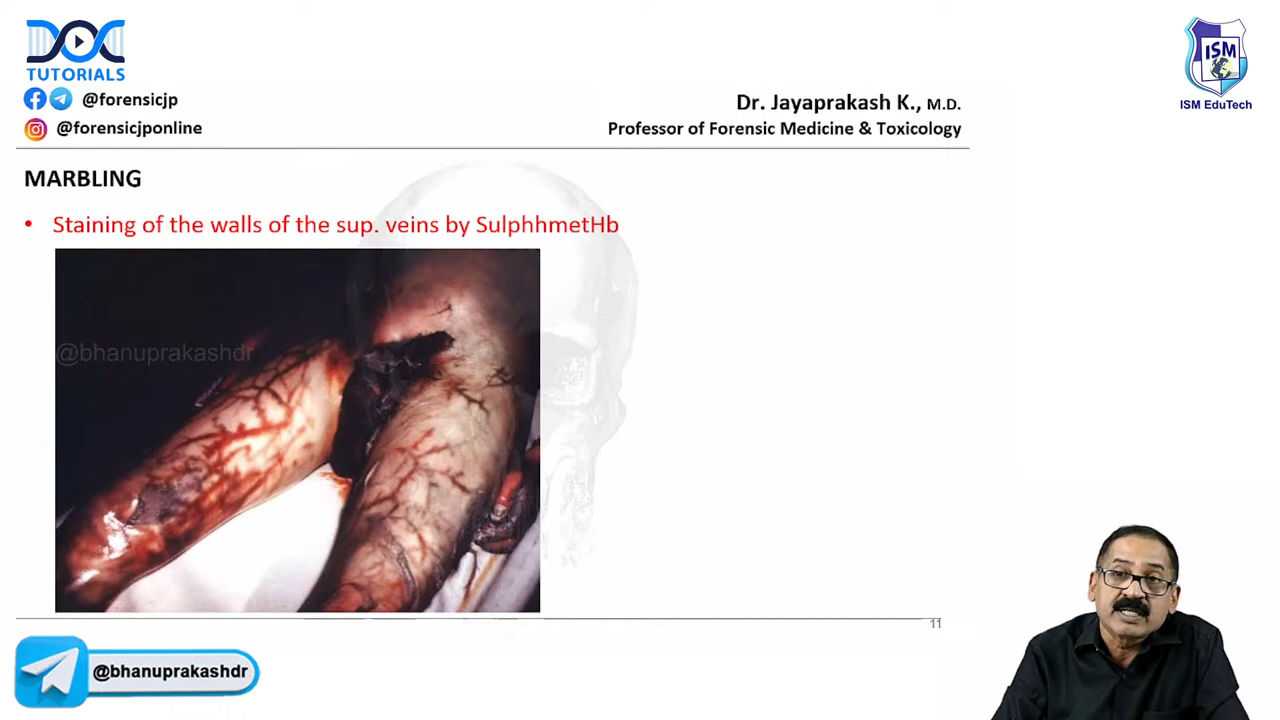 TUTORIALS
@forensicjp
@forensicjponline
ISM
ISM EduTech
Dr. Jayaprakash K., M.D.
Professor of Forensic Medicine & Toxicology
MARBLING
• Staining of the walls of the sup. veins by SulphhmetHb
@bhanuprakashdr
11
@bhanuprakashdr